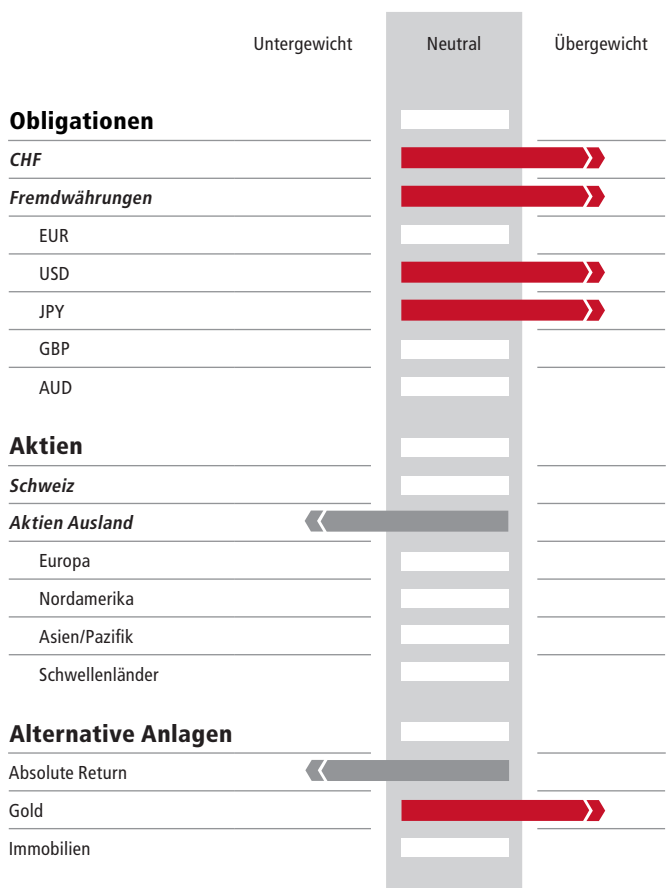 Untergewicht Neutral Übergewicht
Obligationen
CHF
Fremdwährungen
EUR
USD
JPY
GBP
AUD
Aktien
Schweiz
Aktien Ausland
Europa
Nordamerika
Asien/Pazifik
Schwellenländer
Alternative Anlagen
Absolute Return
Gold
Immobilien